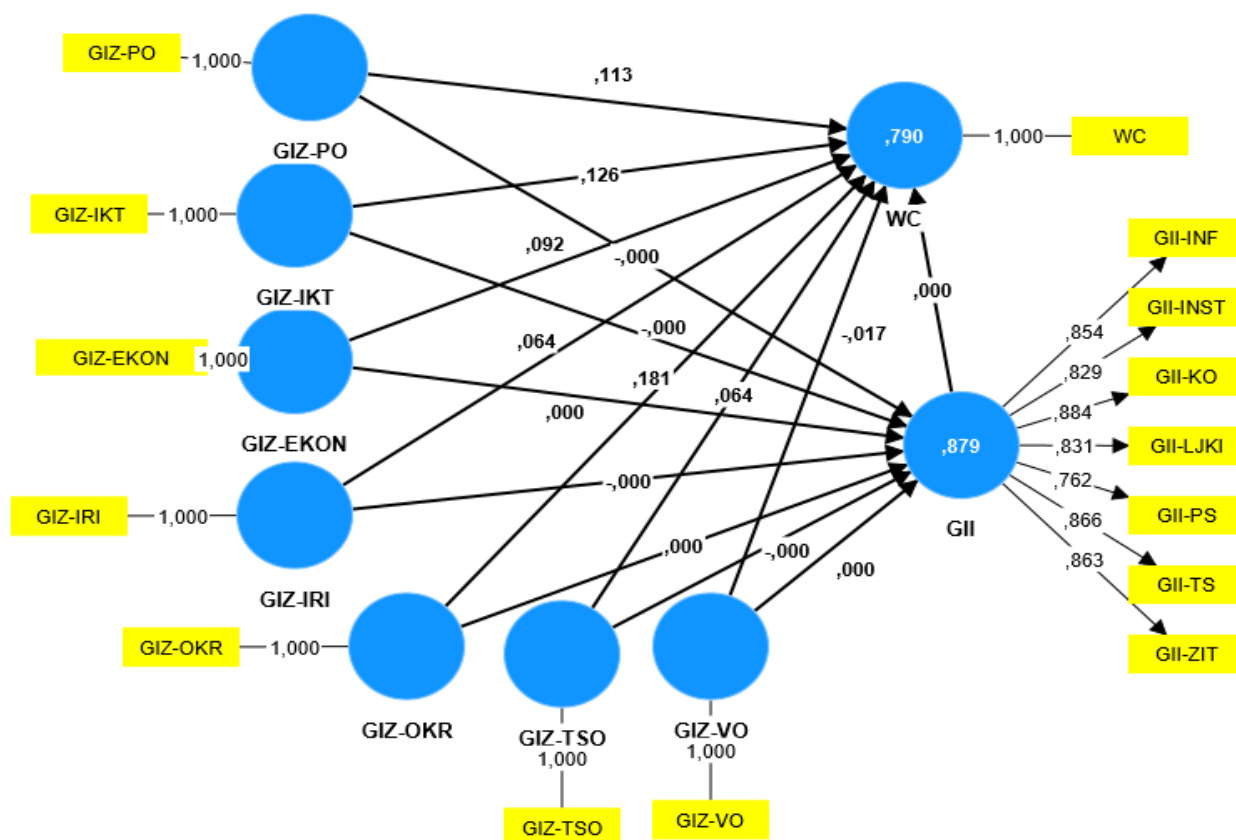 GIZ-PO
1,000
GIZ-PO
,113
,790
WC
1,000
WC
GIZ-IKT
1,000
GIZ-IKT
,126
-,000
GIZ-EKON
1,000
GIZ-EKON
,092
-,000
,000
-,017
,064
,181
,064
,000
GIZ-IRI
1,000
GIZ-IRI
-,000
,879
GII
GIZ-OKR
1,000
GIZ-OKR
,000
-,000
,000
GIZ-TSO
1,000
GIZ-TSO
GIZ-VO
1,000
GIZ-VO
,854
GII-INF
,829
GII-INST
,884
GII-KO
,831
GII-LJKI
,762
GII-PS
,866
GII-TS
,863
GII-ZIT